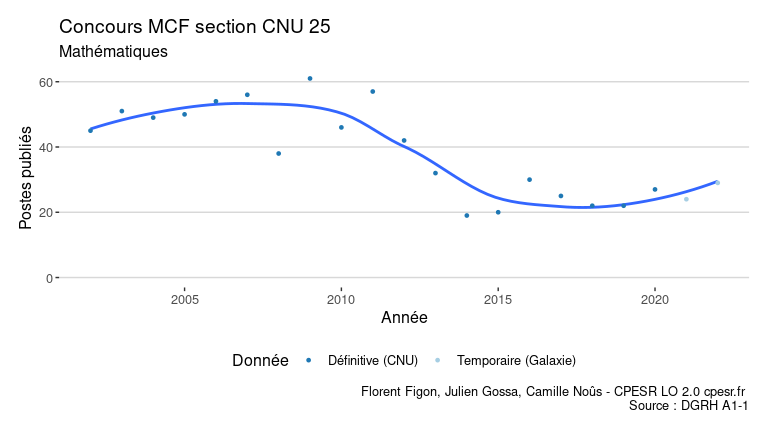 Concours MCF section CNU 25
Mathématiques
Postes publiés
60
40
20
0
2005 2010 2015 2020
Année
Donnée Définitive (CNU) Temporaire (Galaxie)
Florent Figon, Julien Gossa, Camille Noûs - CPESR LO 2.0 cpesr.fr
Source : DGRH A1-1